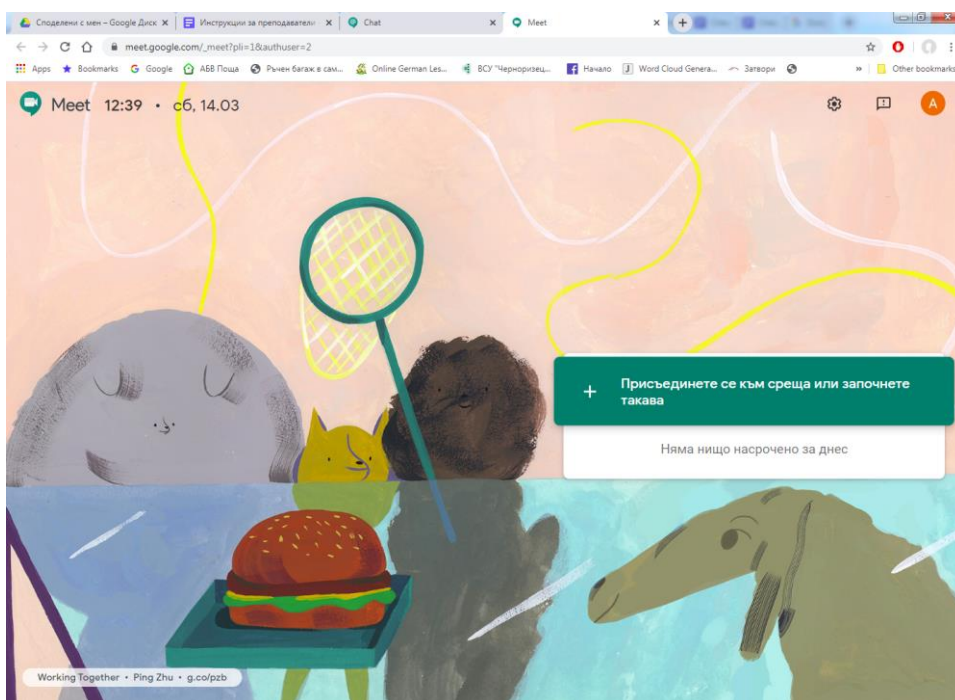 Споделени с мен – Google Диск
Инструкции за преподаватели
Chat
Meet
meet.google.com/_meet?pli=1&authuser=2
Apps
Bookmarks
Google
АБВ Поща
Ръчен багаж в сам...
Online German Les...
ВСУ "Черноризец...
Начало
Word Cloud Genera...
Затвори
»
Other bookmarks
Meet 12:39 • сб, 14.03
A
+ Присъединете се към среща или започнете
такава
Няма нищо насрочено за днес
Working Together • Ping Zhu • g.co/pzb